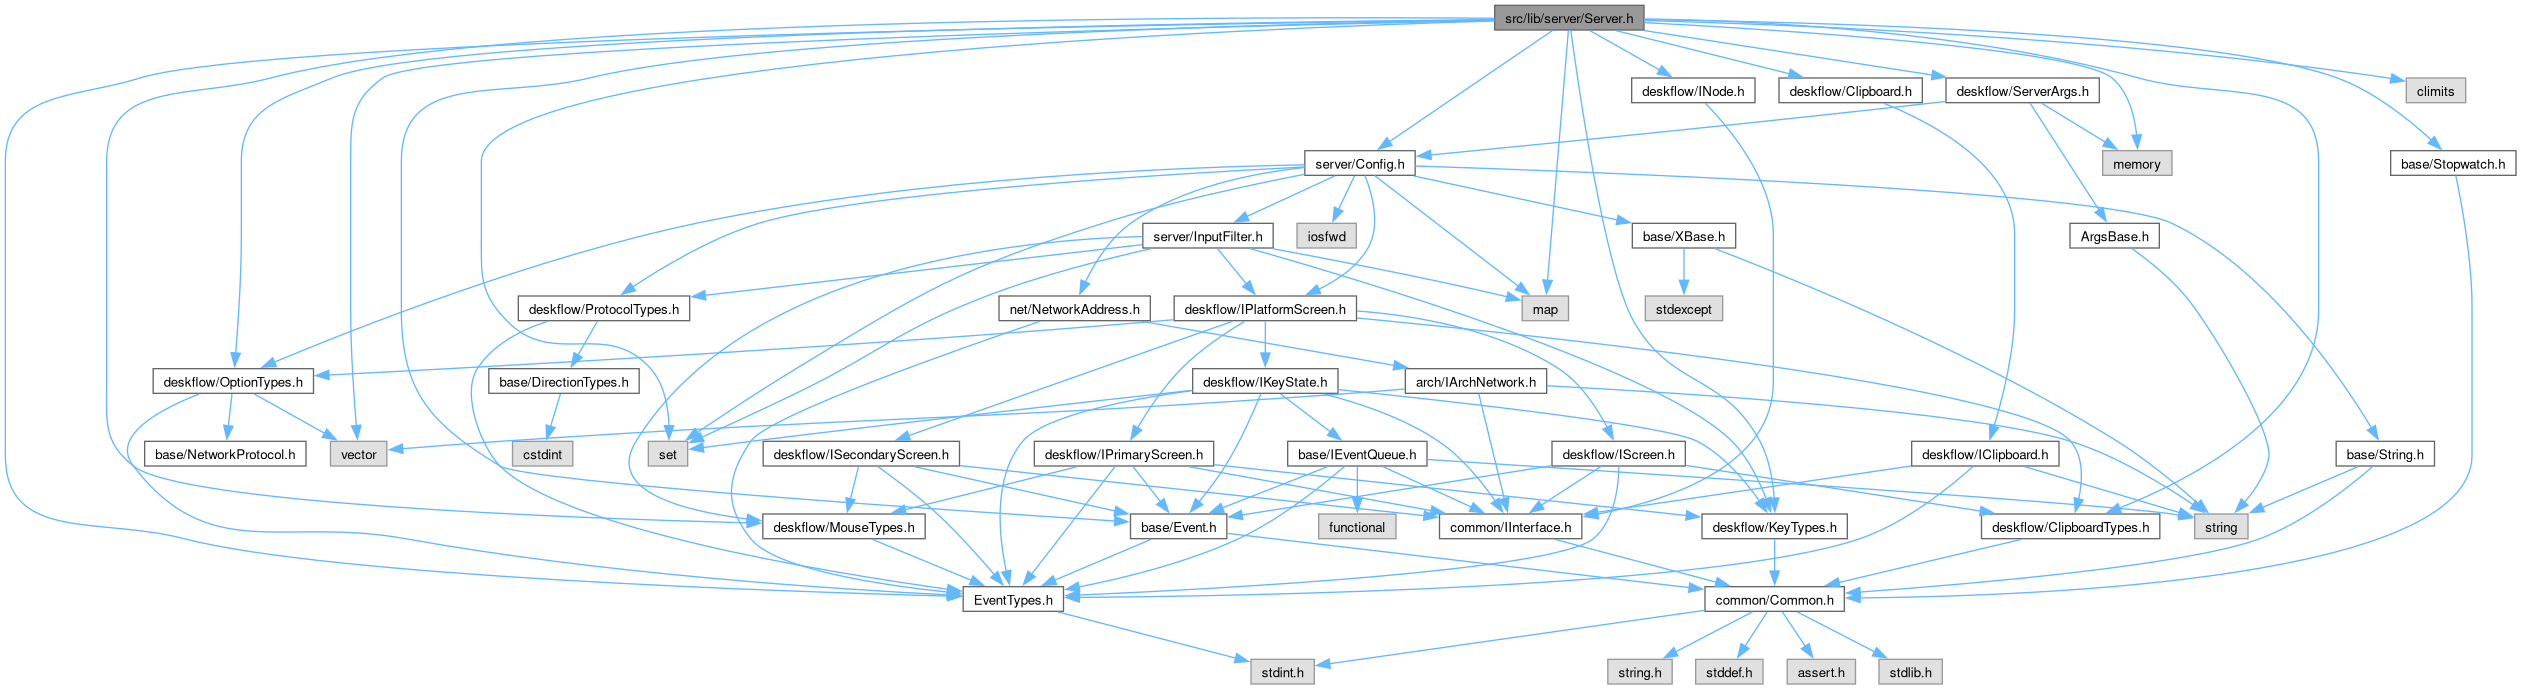 src/lib/server/Server.h
deskflow/INode.h
deskflow/Clipboard.h
deskflow/ServerArgs.h
climits
server/Config.h
memory
base/Stopwatch.h
server/InputFilter.h
iosfwd
base/XBase.h
ArgsBase.h
deskflow/ProtocolTypes.h
net/NetworkAddress.h
deskflow/IPlatformScreen.h
map
stdexcept
deskflow/OptionTypes.h
base/DirectionTypes.h
deskflow/IKeyState.h
arch/IArchNetwork.h
base/NetworkProtocol.h
vector
cstdint
set
deskflow/ISecondaryScreen.h
deskflow/IPrimaryScreen.h
base/IEventQueue.h
deskflow/IScreen.h
deskflow/IClipboard.h
base/String.h
deskflow/MouseTypes.h
base/Event.h
functional
common/IInterface.h
deskflow/KeyTypes.h
deskflow/ClipboardTypes.h
string
EventTypes.h
common/Common.h
stdint.h
string.h
stddef.h
assert.h
stdlib.h